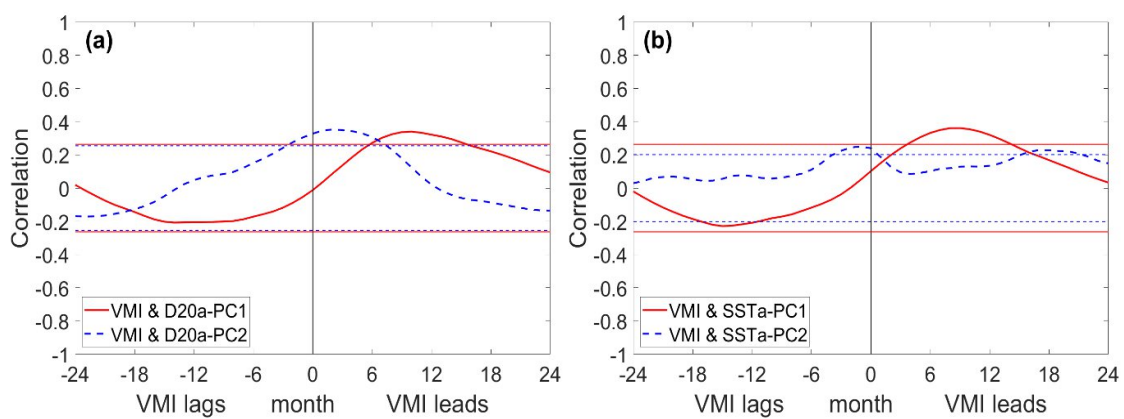 (a)
Correlation
1
0.8
0.6
0.4
0.2
0
-0.2
-0.4
-0.6
-0.8
-1
VMI & D20a-PC1
VMI & D20a-PC2
-24 -18 -12 -6 0 6 12 18 24
VMI lags month VMI leads
(b)
Correlation
1
0.8
0.6
0.4
0.2
0
-0.2
-0.4
-0.6
-0.8
-1
VMI & SSTa-PC1
VMI & SSTa-PC2
-24 -18 -12 -6 0 6 12 18 24
VMI lags month VMI leads